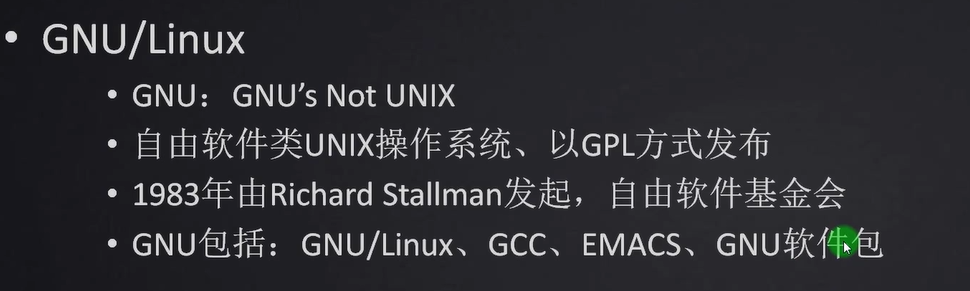 • GNU/Linux
• GNU：GNU's Not UNIX
• 自由软件类UNIX操作系统、以GPL方式发布
• 1983年由Richard Stallman发起，自由软件基金会
• GNU包括：GNU/Linux、GCC、EMACS、GNU软件包